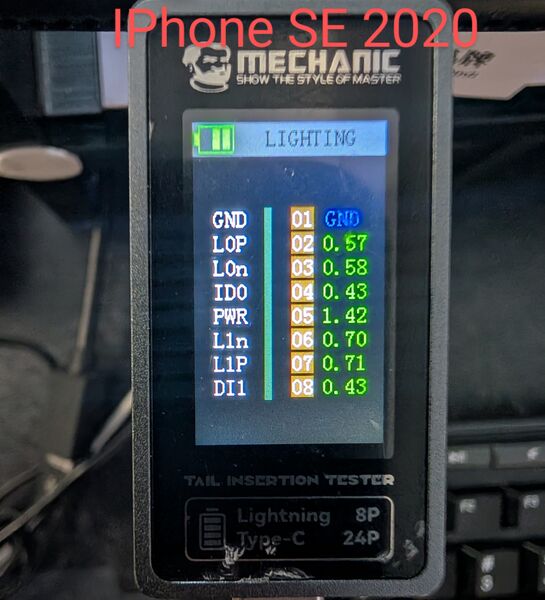 IPhone SE 2020
MECHANIC
SHOW THE STYLE OF MASTER
LIGHTING
GND 01 GND
L0P 02 0.57
L0n 03 0.58
ID0 04 0.43
PWR 05 1.42
L1n 06 0.70
L1P 07 0.71
DI1 08 0.43
TAIL INSERTION TESTER
Lightning 8P
Type-C 24P